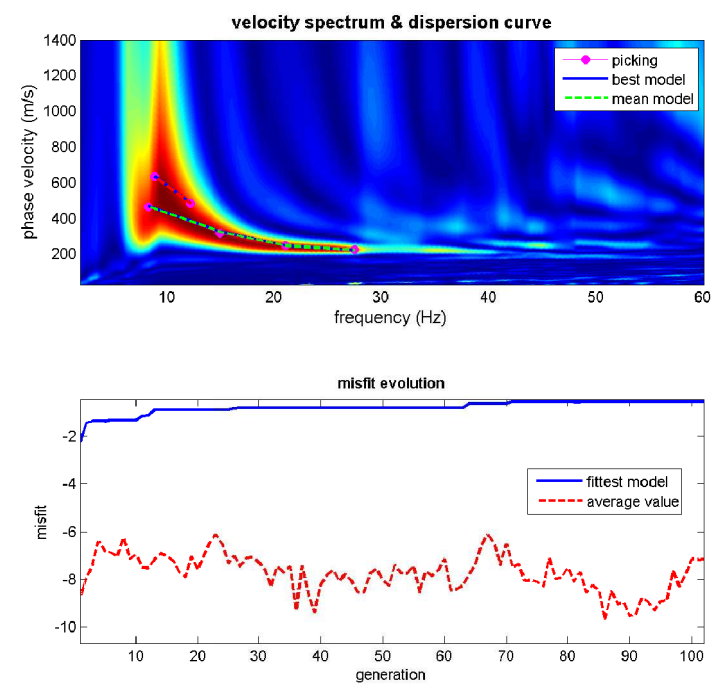 velocity spectrum & dispersion curve
1400
1200
1000
800
600
400
200
phase velocity (m/s)
picking
best model
mean model
10
20
30
40
50
60
frequency (Hz)
misfit evolution
-2
-4
-6
-8
-10
misfit
fittest model
average value
10
20
30
40
50
60
70
80
90
100
generation